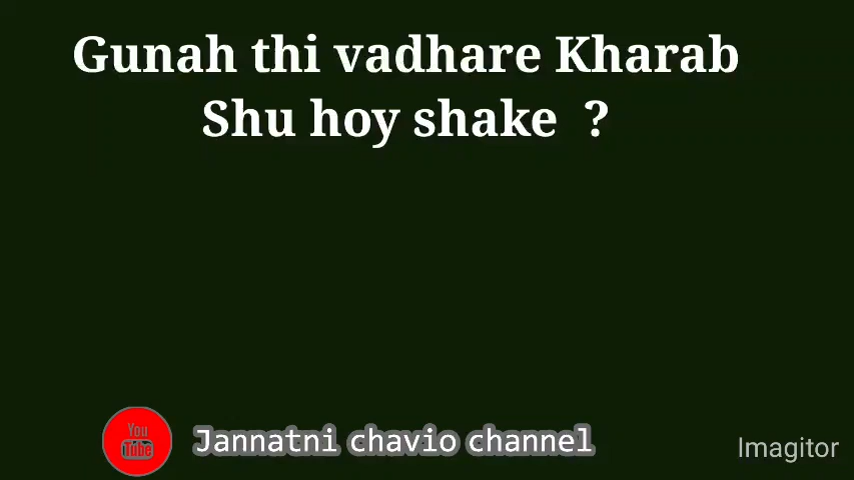 Gunah thi vadhare Kharab
Shu hoy shake ?
You
Tube
Jannatni chavio channel
Imagitor